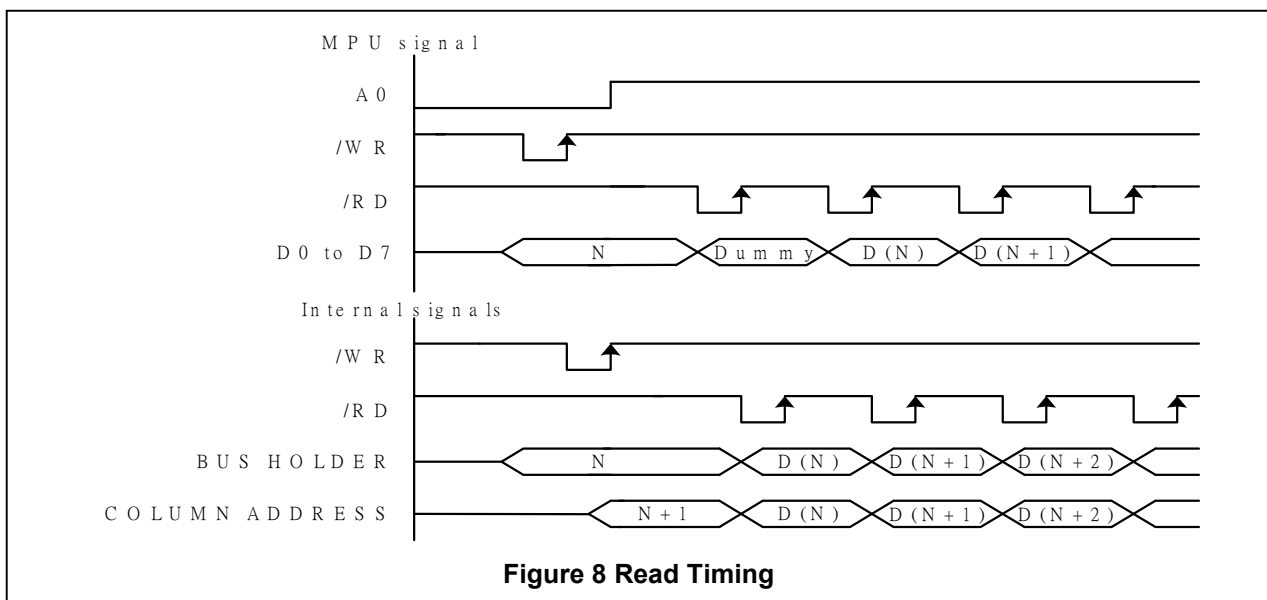 MPU signal
A0
/WR
/RD
D0 to D7 N Dummy D(N) D(N+1)
Internal signals
/WR
/RD
BUS HOLDER N D(N) D(N+1) D(N+2)
COLUMN ADDRESS N+1 D(N) D(N+1) D(N+2)
Figure 8 Read Timing